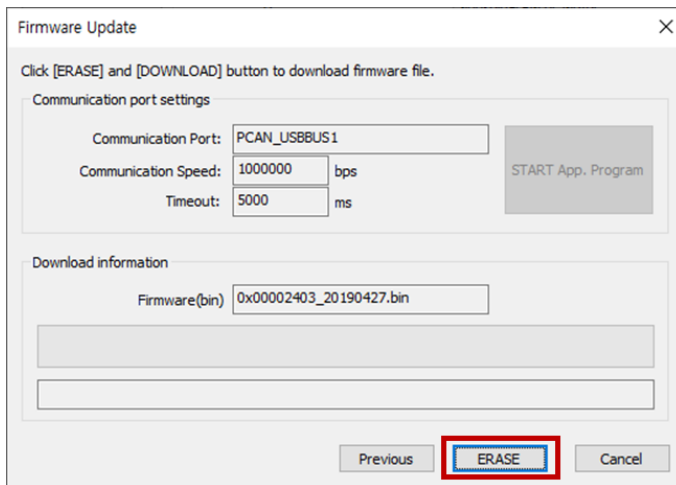 Firmware Update
Click [ERASE] and [DOWNLOAD] button to download firmware file.
Communication port settings
Communication Port: PCAN_USBBUS1
Communication Speed: 1000000 bps
START App. Program
Timeout: 5000 ms
Download information
Firmware(bin) 0x00002403_20190427.bin
Previous ERASE Cancel